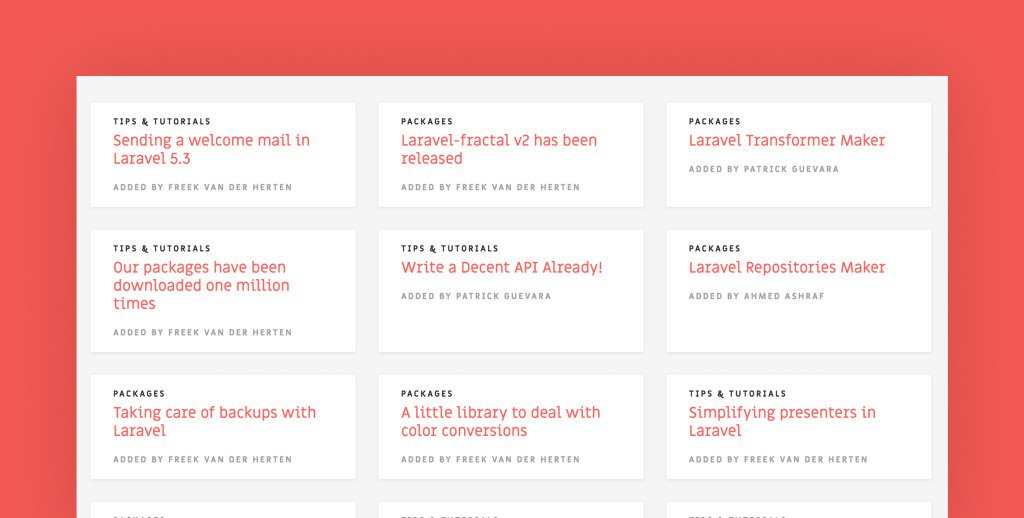 TIPS & TUTORIALS
Sending a welcome mail in
Laravel 5.3
ADDED BY FREEK VAN DER HERTEN
PACKAGES
Laravel-fractal v2 has been
released
ADDED BY FREEK VAN DER HERTEN
PACKAGES
Laravel Transformer Maker
ADDED BY PATRICK GUEVARA
TIPS & TUTORIALS
Our packages have been
downloaded one million
times
ADDED BY FREEK VAN DER HERTEN
TIPS & TUTORIALS
Write a Decent API Already!
ADDED BY PATRICK GUEVARA
PACKAGES
Laravel Repositories Maker
ADDED BY AHMED ASHRAF
PACKAGES
Taking care of backups with
Laravel
ADDED BY FREEK VAN DER HERTEN
PACKAGES
A little library to deal with
color conversions
ADDED BY FREEK VAN DER HERTEN
TIPS & TUTORIALS
Simplifying presenters in
Laravel
ADDED BY FREEK VAN DER HERTEN